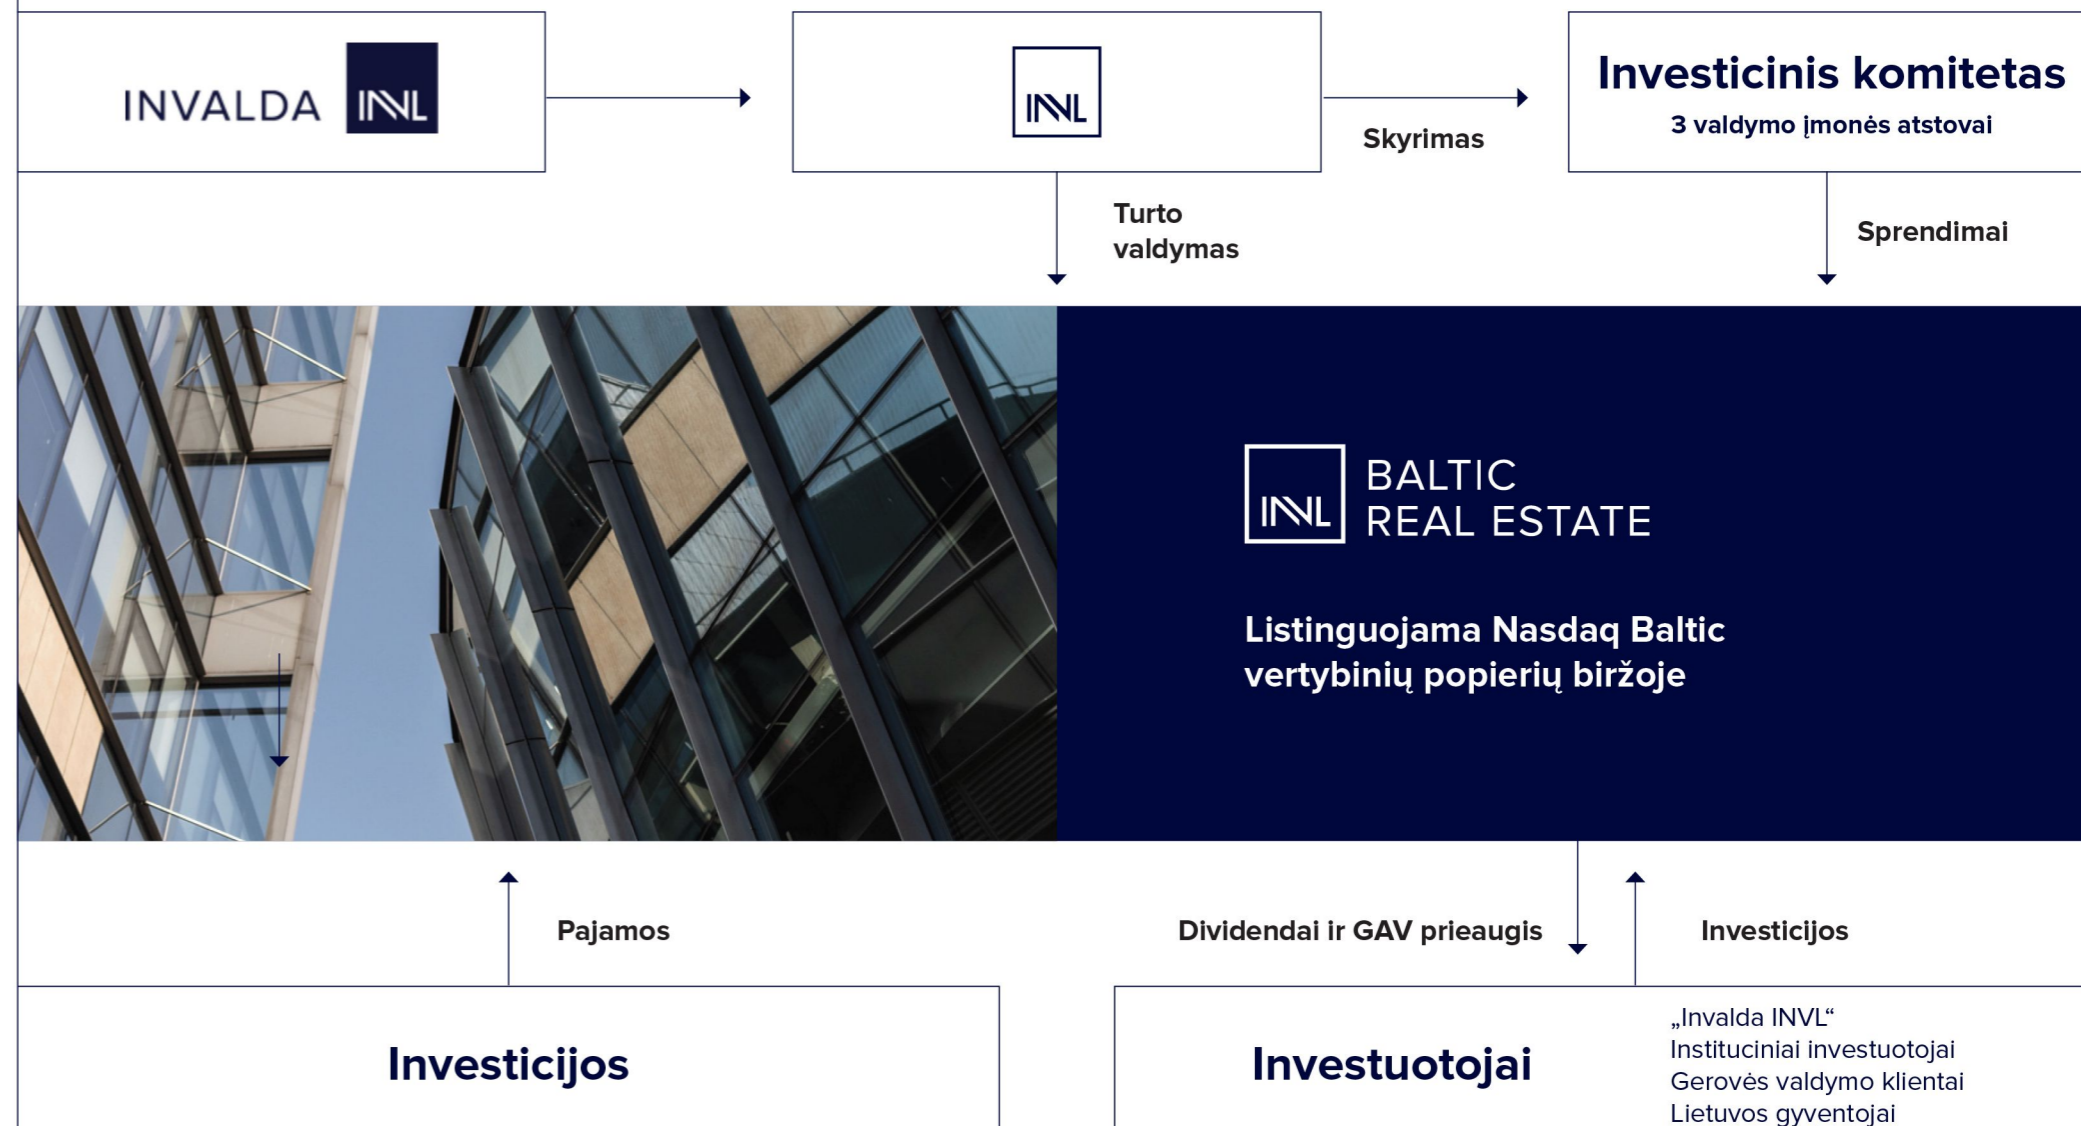 INVALDA INVL
INVL
Investicinis komitetas
3 valdymo įmonės atstovai
Skyrimas
Turto
valdymas
Sprendimai
INVL BALTIC
REAL ESTATE
Listinguojama Nasdaq Baltic
vertybinių popierių biržoje
Pajamos
Dividendai ir GAV prieaugis
Investicijos
Investicijos
Investuotojai
„Invalda INVL“
Instituciniai investuotojai
Gerovės valdymo klientai
Lietuvos gyventojai